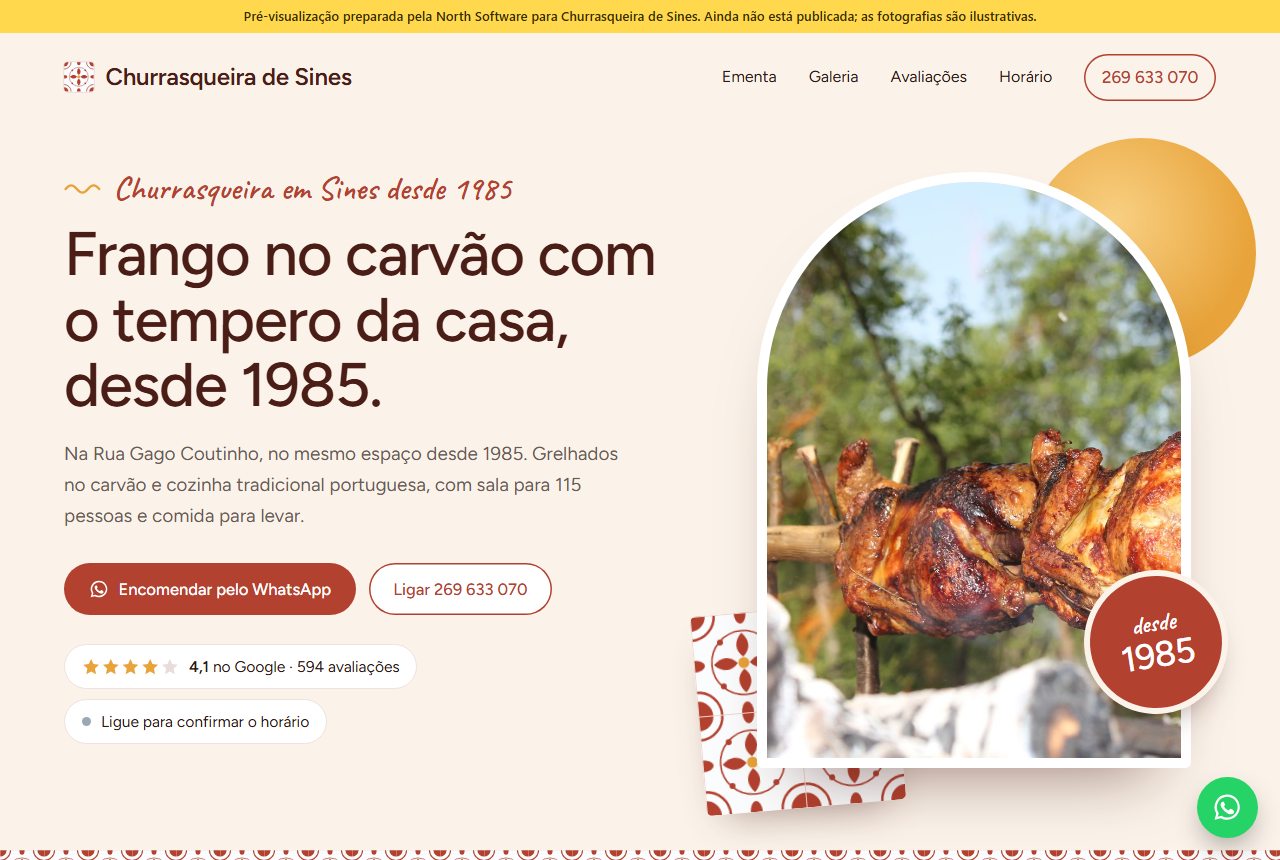 Pré-visualização preparada pela North Software para Churrasqueira de Sines. Ainda não está publicada; as fotografias são ilustrativas.
Churrasqueira de Sines
Ementa
Galeria
Avaliações
Horário
269 633 070
Churrasqueira em Sines desde 1985
Frango no carvão com
o tempero da casa,
desde 1985.
Na Rua Gago Coutinho, no mesmo espaço desde 1985. Grelhados
no carvão e cozinha tradicional portuguesa, com sala para 115
pessoas e comida para levar.
Encomendar pelo WhatsApp
Ligar 269 633 070
4,1 no Google · 594 avaliações
Ligue para confirmar o horário
desde
1985